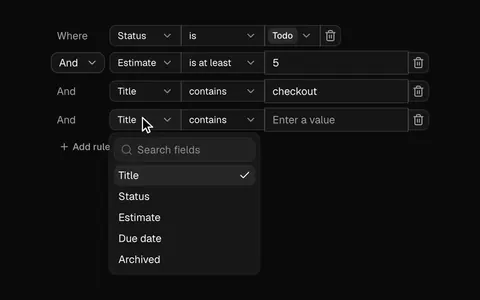 Where Status is Todo
And Estimate is at least 5
And Title contains checkout
And Title contains Enter a value
+ Add rule
Search fields
Title
Status
Estimate
Due date
Archived